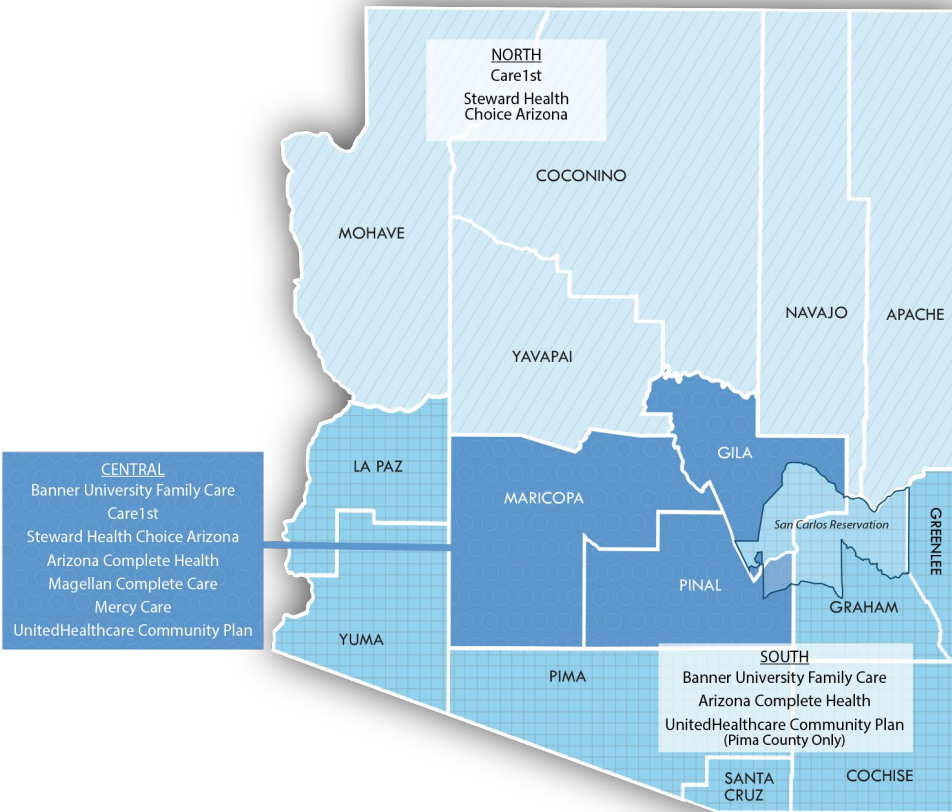 NORTH
Care1st
Steward Health
Choice Arizona
COCONINO
MOHAVE
NAVAJO
APACHE
YAVAPAI
GILA
LA PAZ
MARICOPA
CENTRAL
Banner University Family Care
Care1st
Steward Health Choice Arizona
Arizona Complete Health
Magellan Complete Care
Mercy Care
UnitedHealthcare Community Plan
San Carlos Reservation
GREENLEE
PINAL
GRAHAM
YUMA
PIMA
SOUTH
Banner University Family Care
Arizona Complete Health
UnitedHealthcare Community Plan
(Pima County Only)
SANTA
CRUZ
COCHISE